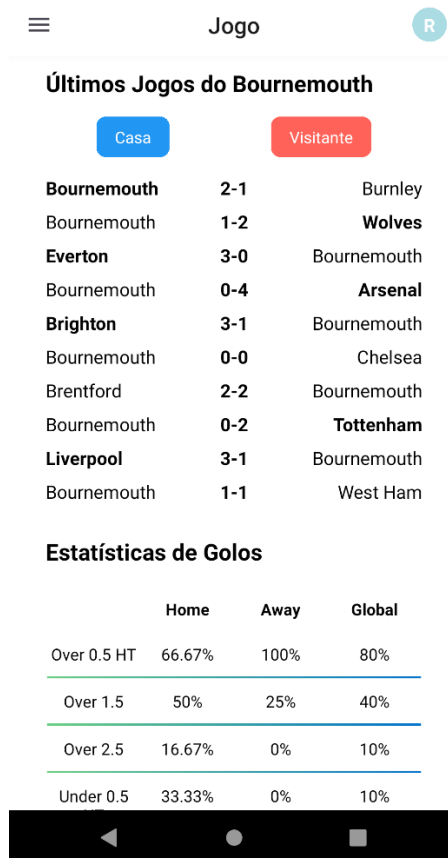 Jogo
R
Últimos Jogos do Bournemouth
Casa Visitante
Bournemouth 2-1 Burnley
Bournemouth 1-2 Wolves
Everton 3-0 Bournemouth
Bournemouth 0-4 Arsenal
Brighton 3-1 Bournemouth
Bournemouth 0-0 Chelsea
Brentford 2-2 Bournemouth
Bournemouth 0-2 Tottenham
Liverpool 3-1 Bournemouth
Bournemouth 1-1 West Ham
Estatísticas de Golos
Home Away Global
Over 0.5 HT 66.67% 100% 80%
Over 1.5 50% 25% 40%
Over 2.5 16.67% 0% 10%
Under 0.5 33.33% 0% 10%